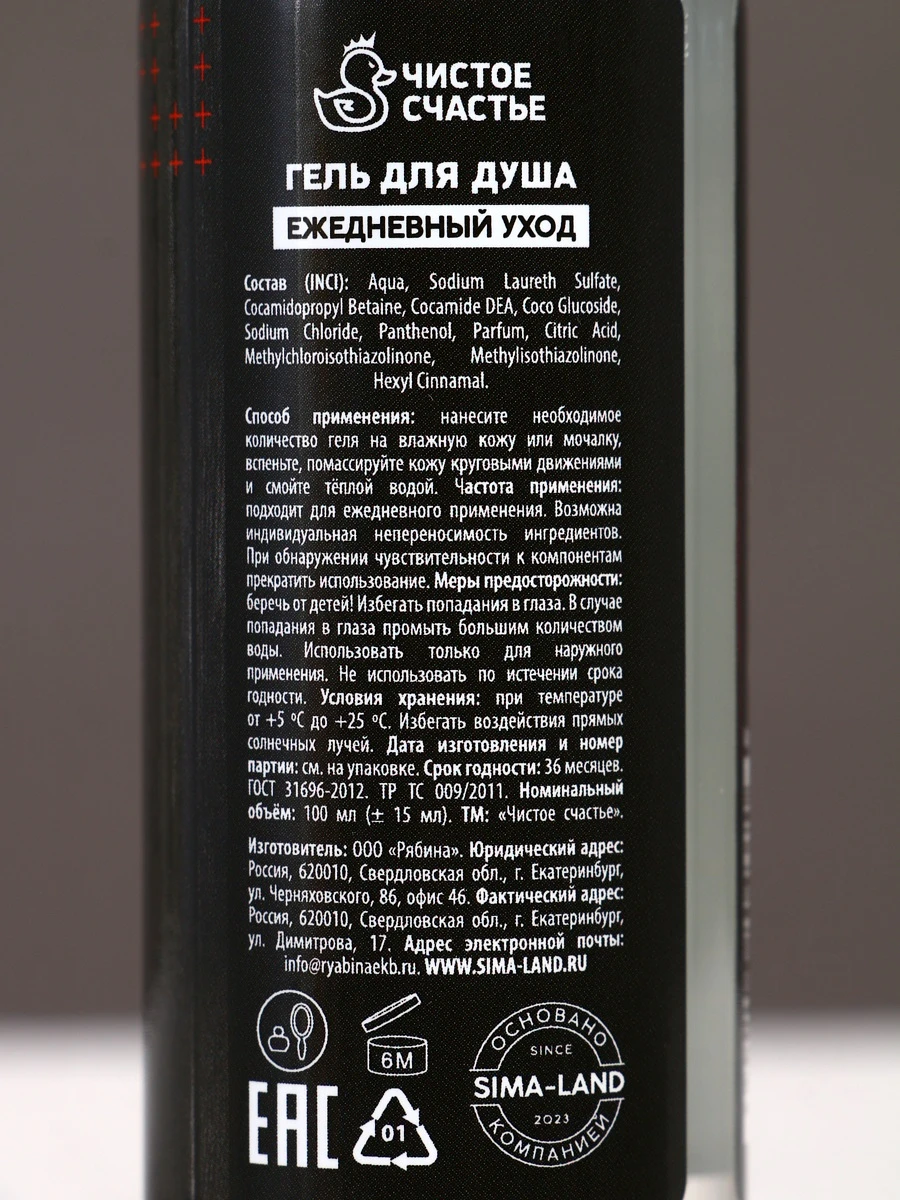 ЧИСТОЕ
СЧАСТЬЕ
ГЕЛЬ ДЛЯ ДУША
ЕЖЕДНЕВНЫЙ УХОД
Состав (INCI): Aqua, Sodium Laureth Sulfate,
Cocamidopropyl Betaine, Cocamide DEA, Coco Glucoside,
Sodium Chloride, Panthenol, Parfum, Citric Acid,
Methylchloroisothiazolinone, Methylisothiazolinone,
Hexyl Cinnamal.
Способ применения: нанесите необходимое
количество геля на влажную кожу или мочалку,
вспеньте, помассируйте кожу круговыми движениями
и смойте тёплой водой. Частота применения:
подходит для ежедневного применения. Возможна
индивидуальная непереносимость ингредиентов.
При обнаружении чувствительности к компонентам
прекратить использование. Меры предосторожности:
беречь от детей! Избегать попадания в глаза. В случае
попадания в глаза промыть большим количеством
воды. Использовать только для наружного
применения. Не использовать по истечении срока
годности. Условия хранения: при температуре
от +5 ºС до +25 ºС. Избегать воздействия прямых
солнечных лучей. Дата изготовления и номер
партии: см. на упаковке. Срок годности: 36 месяцев.
ГОСТ 31696-2012. ТР ТС 009/2011. Номинальный
объём: 100 мл (± 15 мл). ТМ: «Чистое счастье».
Изготовитель: ООО «Рябина». Юридический адрес:
Россия, 620010, Свердловская обл., г. Екатеринбург,
ул. Черняховского, 86, офис 46. Фактический адрес:
Россия, 620010, Свердловская обл., г. Екатеринбург,
ул. Димитрова, 17. Адрес электронной почты:
info@ryabinaekb.ru. WWW.SIMA-LAND.RU
6М
EAC
01
ОСНОВАНО
SINCE
SIMA-LAND
2023
КОМПАНИЕЙ